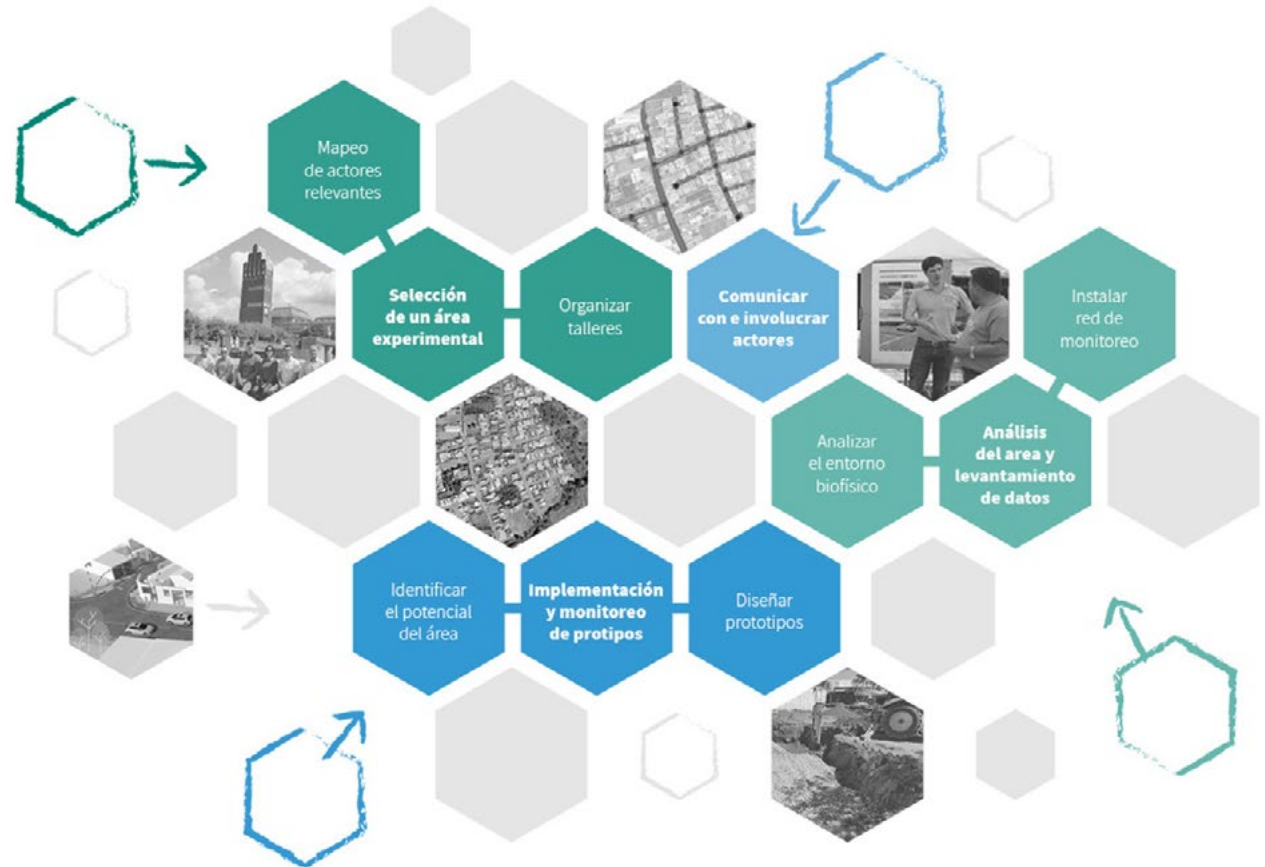 Mapeo
de actores
relevantes
Selección
de un área
experimental
Organizar
talleres
Comunicar
con e involucrar
actores
Instalar
red de
monitoreo
Analizar
el entorno
biofísico
Análisis
del area y
levantamiento
de datos
Identificar
el potencial
del área
Implementación
y monitoreo
de protipos
Diseñar
prototipos